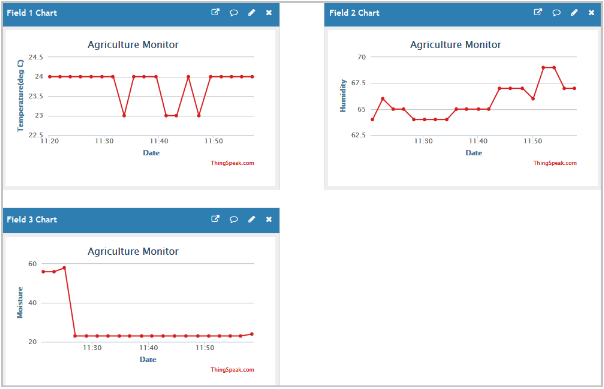 Field 1 Chart
Agriculture Monitor
Temperature(deg C)
24.5
24
23.5
23
22.5
11:20 11:30 11:40 11:50
Date
ThingSpeak.com
Field 2 Chart
Agriculture Monitor
Humidity
70
67.5
65
62.5
11:30 11:40 11:50
Date
ThingSpeak.com
Field 3 Chart
Agriculture Monitor
Moisture
60
40
20
11:30 11:40 11:50
Date
ThingSpeak.com